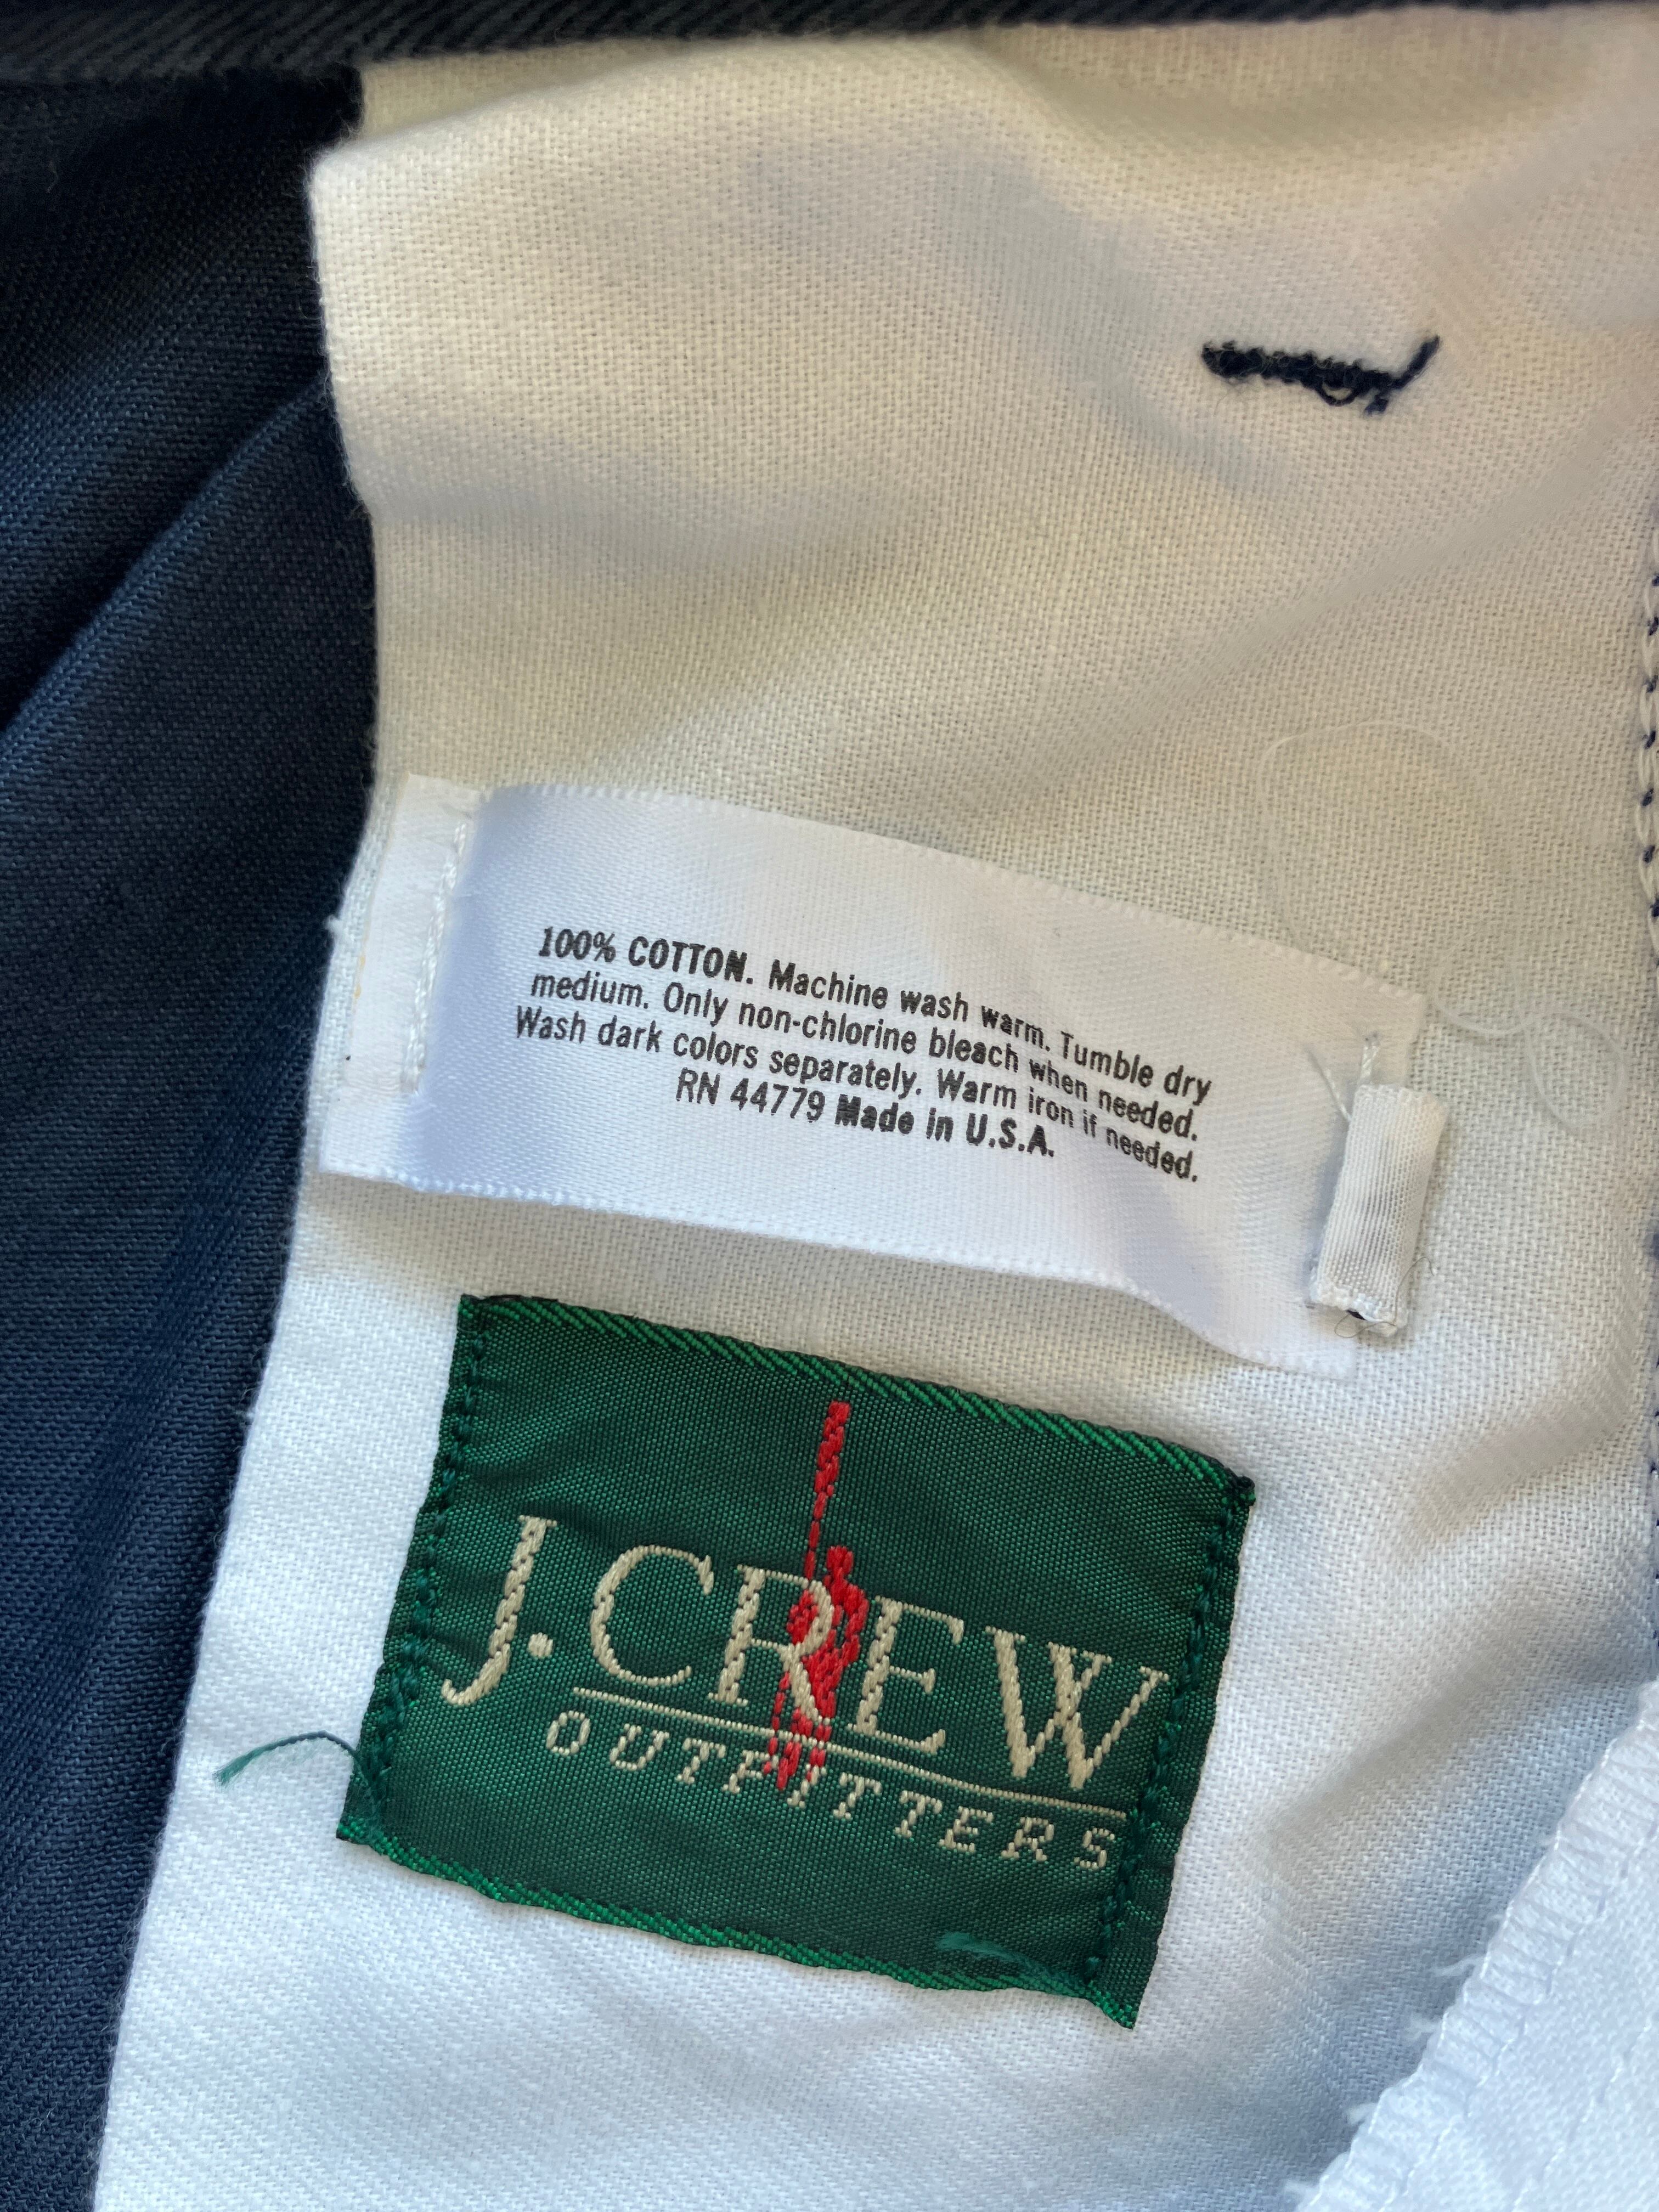 100% COTTON. Machine wash warm. Tumble dry
medium. Only non-chlorine bleach when needed.
Wash dark colors separately. Warm iron if needed.
RN 44779 Made in U.S.A.
J.CREW
OUTFITTERS